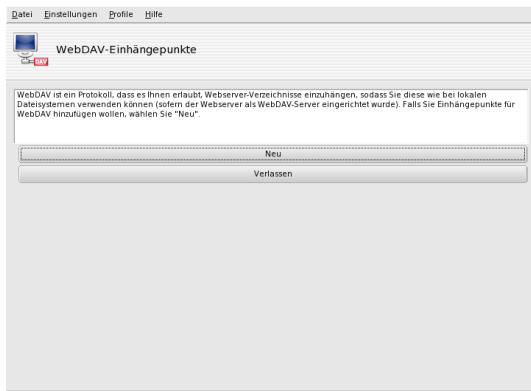 Datei Einstellungen Profile Hilfe
DAV
WebDAV-Einhängepunkte
WebDAV ist ein Protokoll, dass es Ihnen erlaubt, Webserver-Verzeichnisse einzuhängen, sodass Sie diese wie bei lokalen
Dateisystemen verwenden können (sofern der Webserver als WebDAV-Server eingerichtet wurde). Falls Sie Einhängepunkte für
WebDAV hinzufügen wollen, wählen Sie "Neu".
Neu
Verlassen